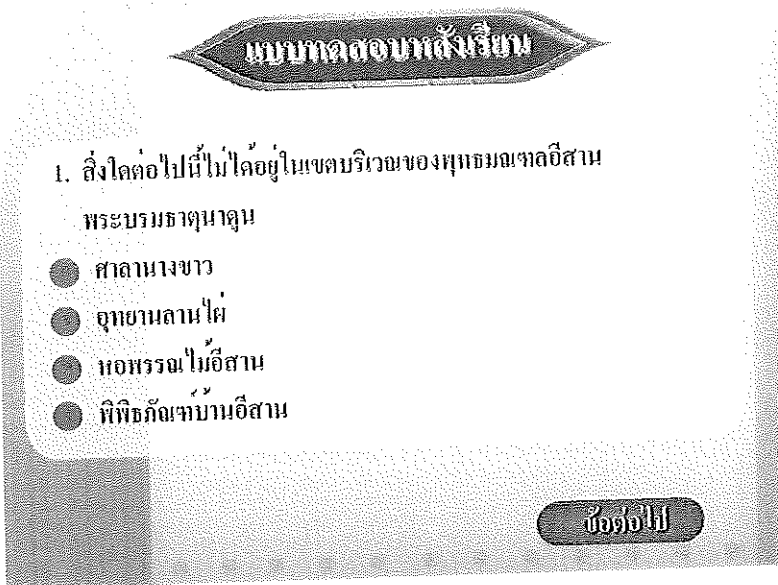 แบบทดสอบหลังเรียน
1. สิ่งใดต่อไปนี้ไม่ได้อยู่ในเขตบริเวณของพุทธมณฑลอีสาน
พระบรมธาตุนาดูน
ศาลานางขาว
อุทยานลานไผ่
หอพรรณไม้อีสาน
พิพิธภัณฑ์บ้านอีสาน
ข้อต่อไป